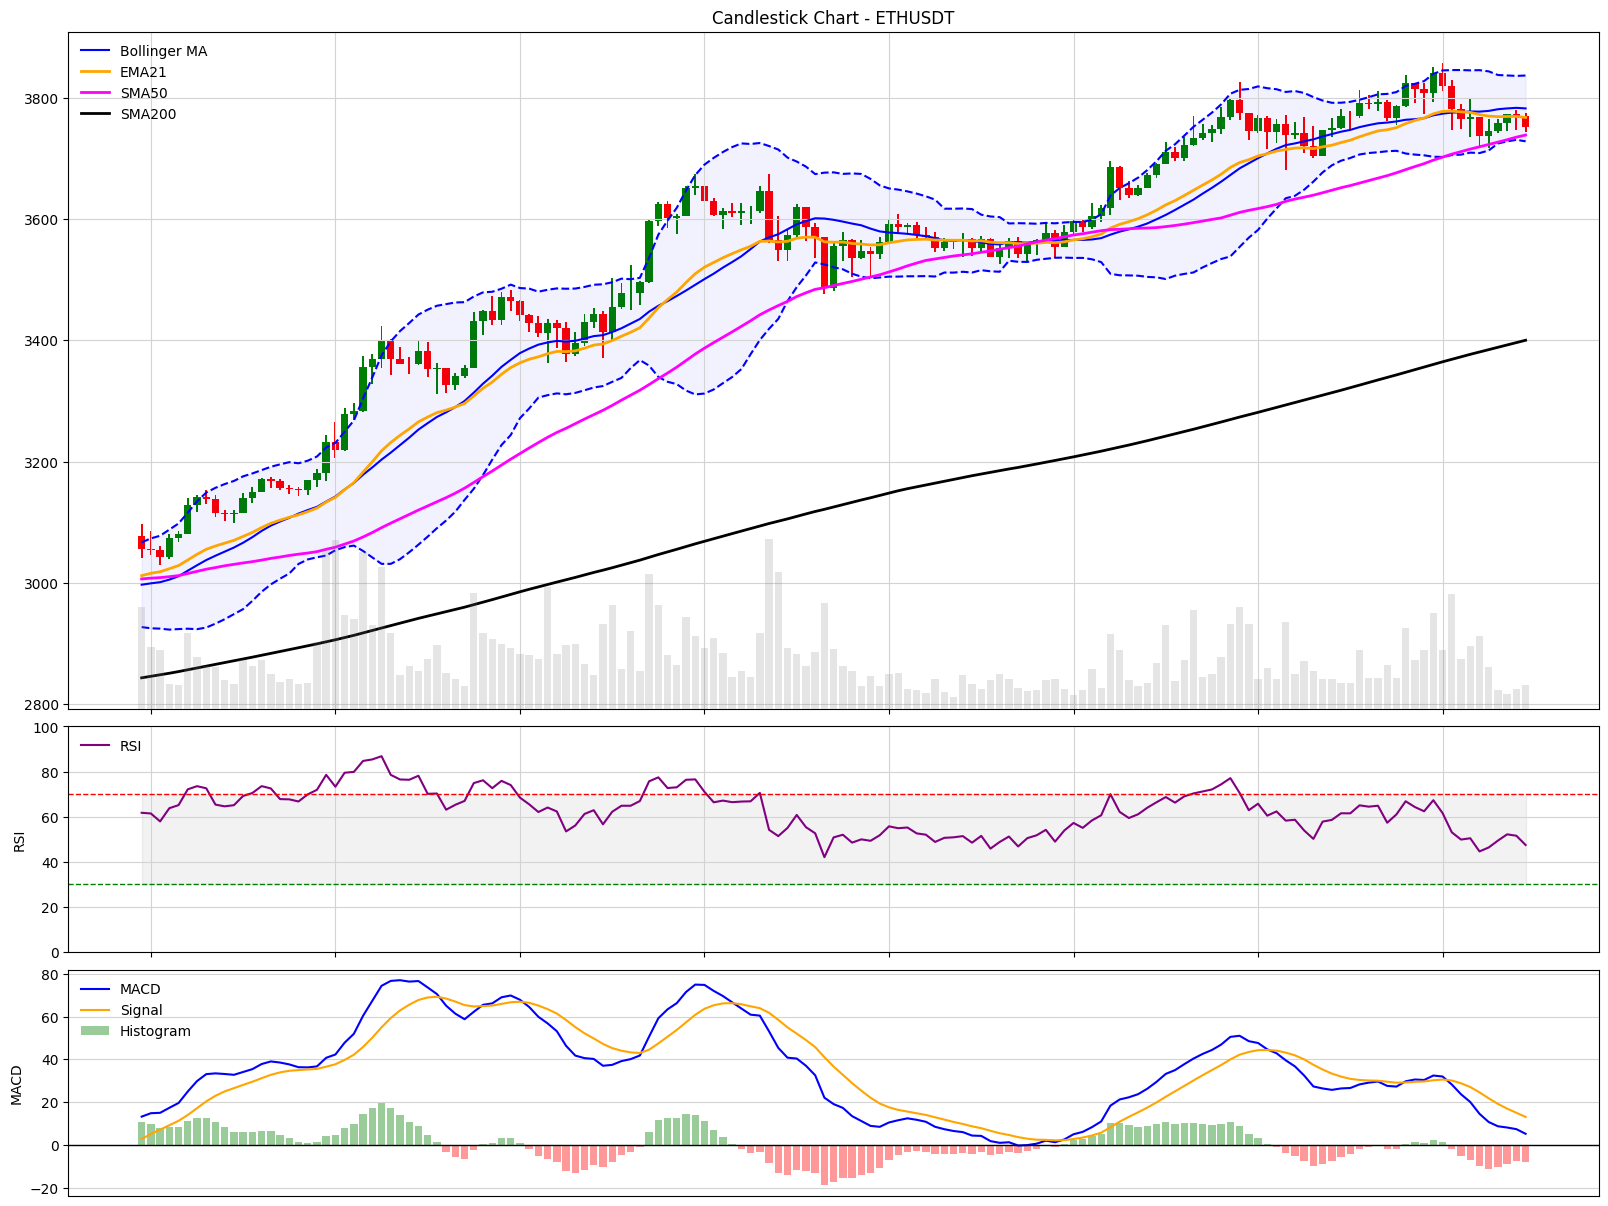 Candlestick Chart - ETHUSDT
Bollinger MA
EMA21
SMA50
SMA200
3800
3600
3400
3200
3000
2800
RSI
100
80
60
40
20
0
RSI
MACD
Signal
Histogram
80
60
40
20
0
−20
MACD